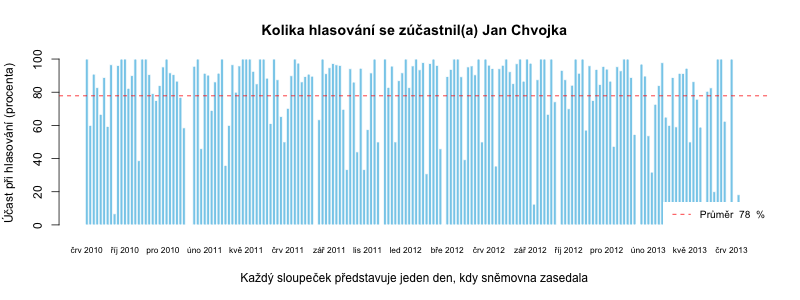 Kolika hlasování se zúčastnil(a) Jan Chvojka
Účast při hlasování (procenta)
100
80
60
40
20
0
Průměr 78 %
črv 2010 říj 2010 pro 2010 úno 2011 kvě 2011 črv 2011 zář 2011 lis 2011 led 2012 bře 2012 črv 2012 zář 2012 říj 2012 pro 2012 úno 2013 kvě 2013 črv 2013
Každý sloupeček představuje jeden den, kdy sněmovna zasedala